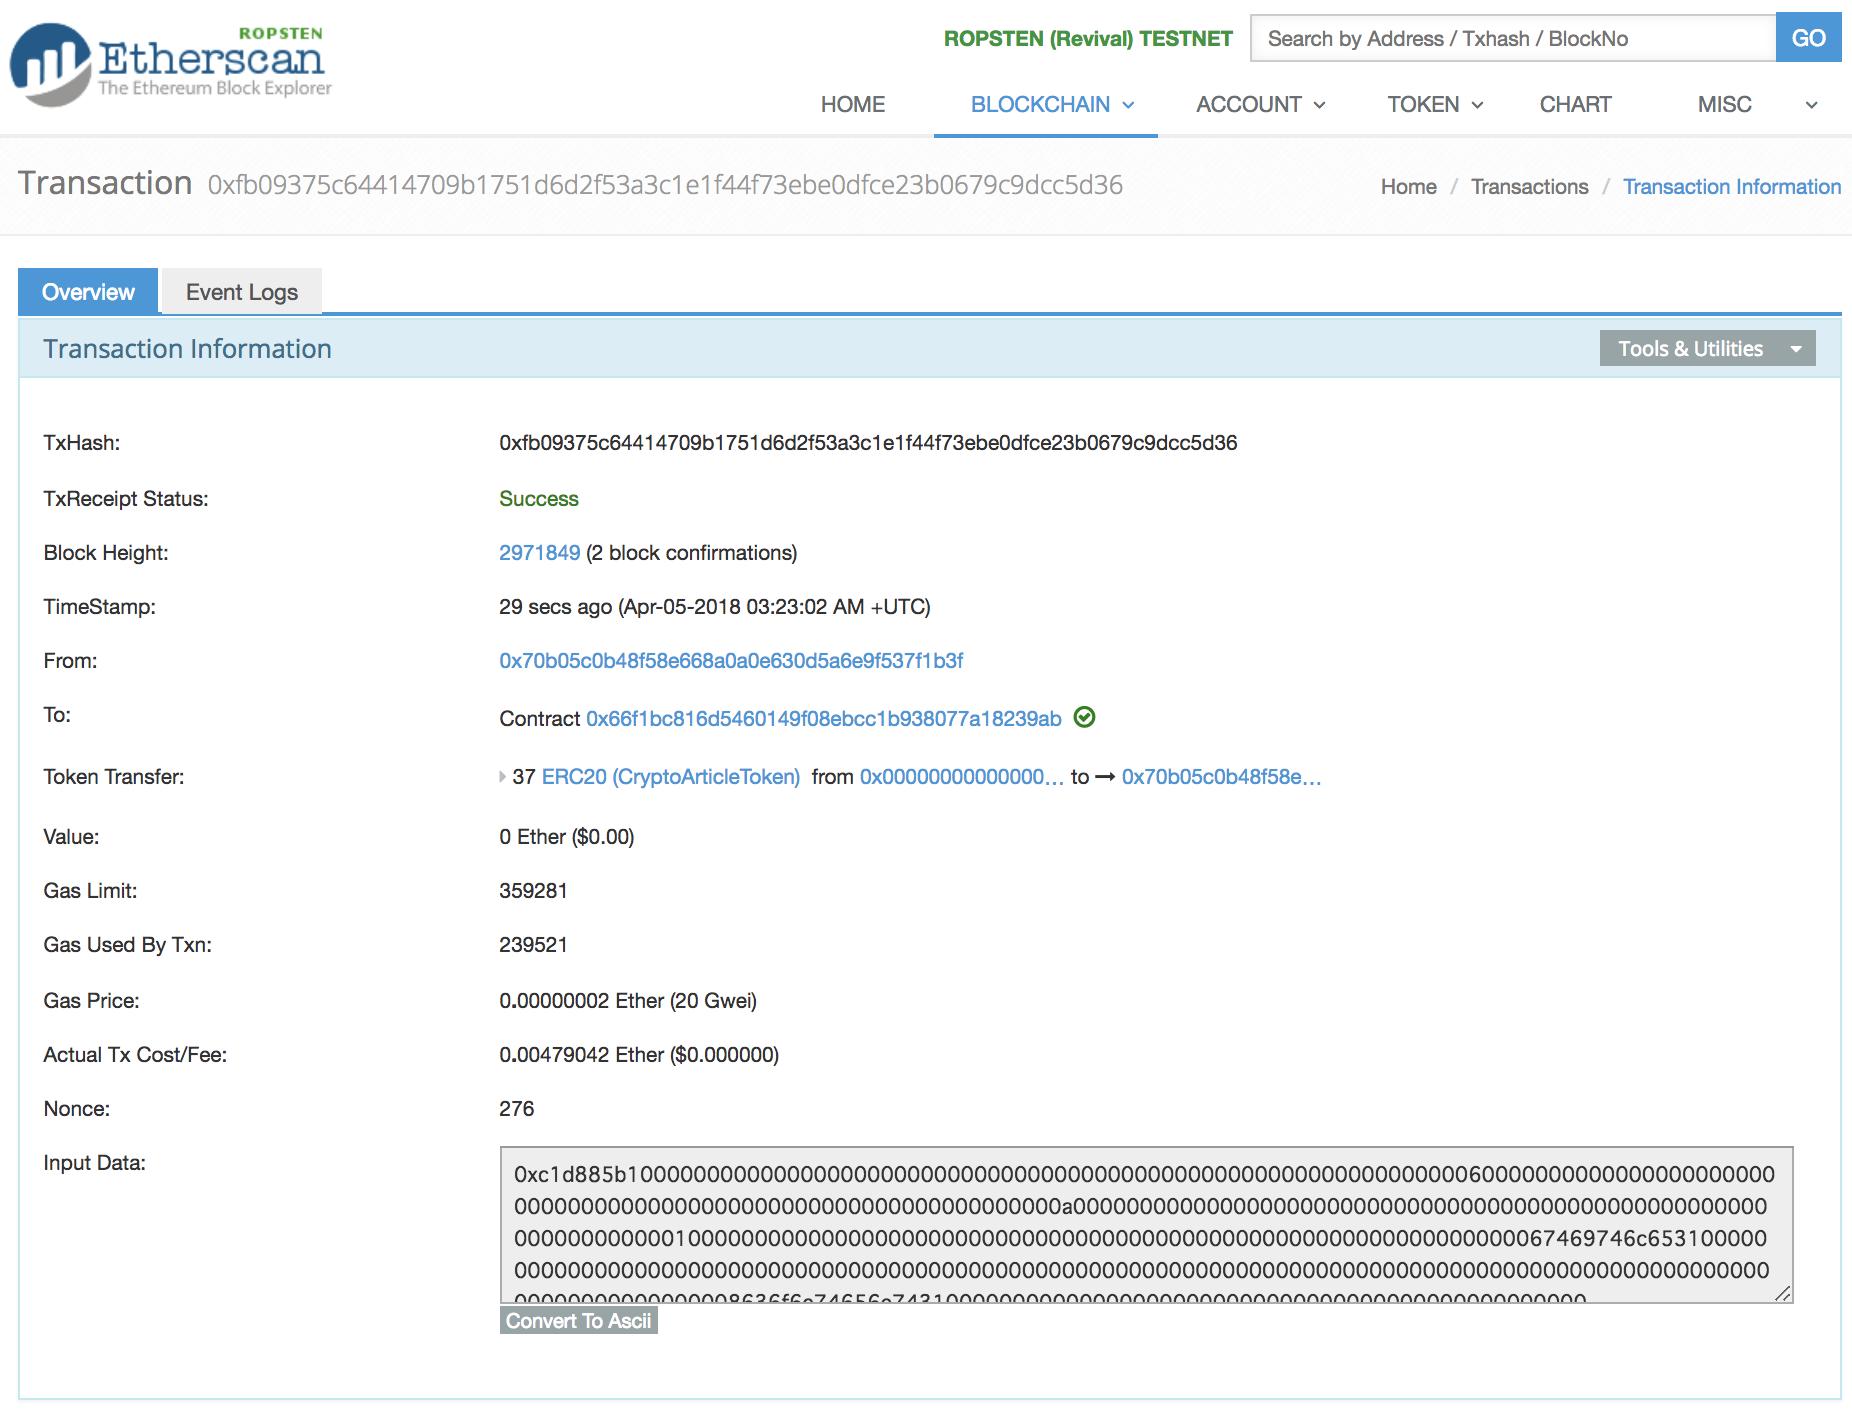 ROPSTEN
Etherscan
The Ethereum Block Explorer
ROPSTEN (Revival) TESTNET
Search by Address / Txhash / BlockNo
GO
HOME
BLOCKCHAIN
ACCOUNT
TOKEN
CHART
MISC
Transaction 0xfb09375c64414709b1751d6d2f53a3c1e1f44f73ebe0dfce23b0679c9dcc5d36
Home / Transactions / Transaction Information
Overview
Event Logs
Transaction Information
Tools & Utilities
TxHash: 0xfb09375c64414709b1751d6d2f53a3c1e1f44f73ebe0dfce23b0679c9dcc5d36
TxReceipt Status: Success
Block Height: 2971849 (2 block confirmations)
TimeStamp: 29 secs ago (Apr-05-2018 03:23:02 AM +UTC)
From: 0x70b05c0b48f58e668a0a0e630d5a6e9f537f1b3f
To: Contract 0x66f1bc816d5460149f08ebcc1b938077a18239ab
Token Transfer: 37 ERC20 (CryptoArticleToken) from 0x00000000000000... to → 0x70b05c0b48f58e...
Value: 0 Ether ($0.00)
Gas Limit: 359281
Gas Used By Txn: 239521
Gas Price: 0.00000002 Ether (20 Gwei)
Actual Tx Cost/Fee: 0.00479042 Ether ($0.000000)
Nonce: 276
Input Data:
0xc1d885b10000000000000000000000000000000000000000000000000000000000000060000000000000000000000
00000000000000000000000000000000000000000a0000000000000000000000000000000000000000000000000000
000000000000100000000000000000000000000000000000000000000000000000000000000067469746c653100000
0000000000000000000000000000000000000000000000000000000000000000000000000000000000000000000000
00000000000000008636f6e74656e7431000000000000000000000000000000000000000000000000
Convert To Ascii